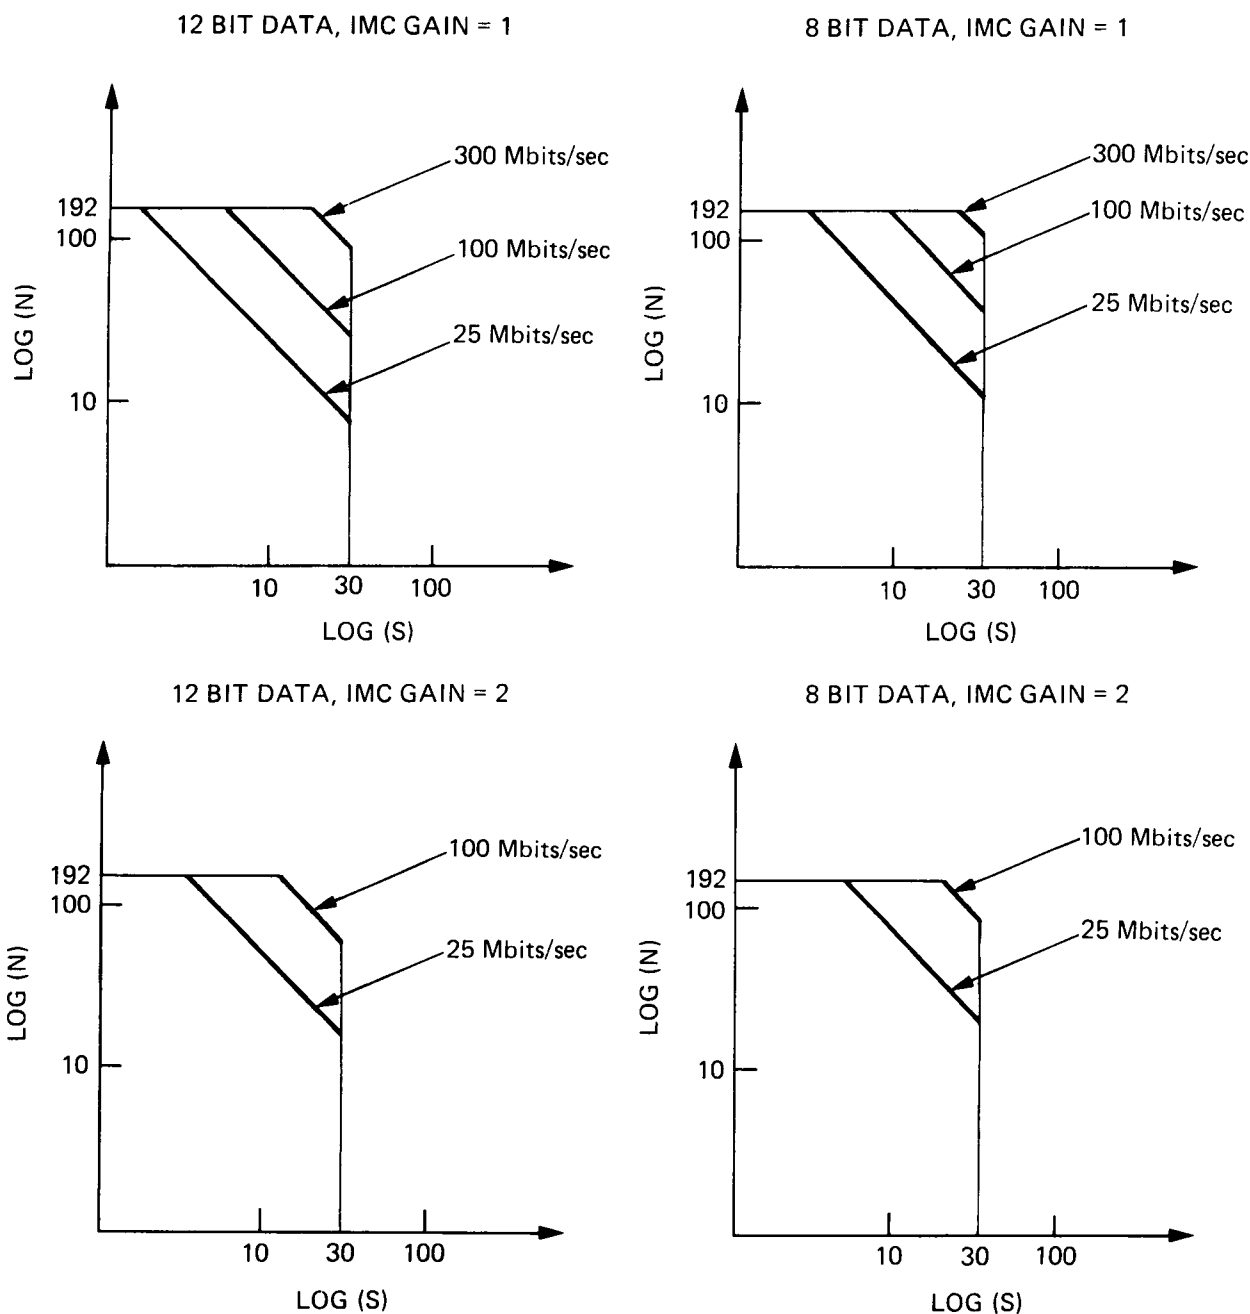 12 BIT DATA, IMC GAIN = 1
300 Mbits/sec
192
100
100 Mbits/sec
25 Mbits/sec
LOG (N)
10
10
30
100
LOG (S)
8 BIT DATA, IMC GAIN = 1
300 Mbits/sec
192
100 Mbits/sec
100
25 Mbits/sec
LOG (N)
10
10
30
100
LOG (S)
12 BIT DATA, IMC GAIN = 2
100 Mbits/sec
192
100
25 Mbits/sec
LOG (N)
10
10
30
100
LOG (S)
8 BIT DATA, IMC GAIN = 2
100 Mbits/sec
192
100
25 Mbits/sec
LOG (N)
10
10
30
100
LOG (S)